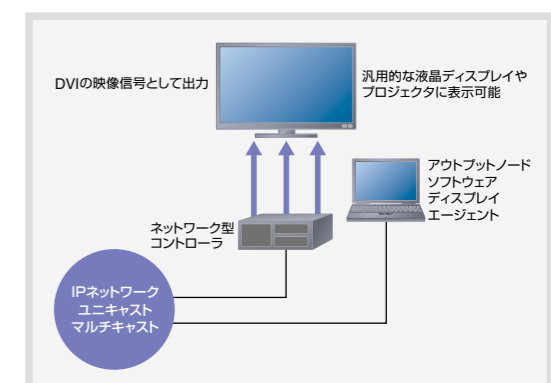 DVIの映像信号として出力
汎用的な液晶ディスプレイや
プロジェクタに表示可能
アウトプットノード
ソフトウェア
ディスプレイ
エージェント
ネットワーク型
コントローラ
IPネットワーク
ユニキャスト
マルチキャスト